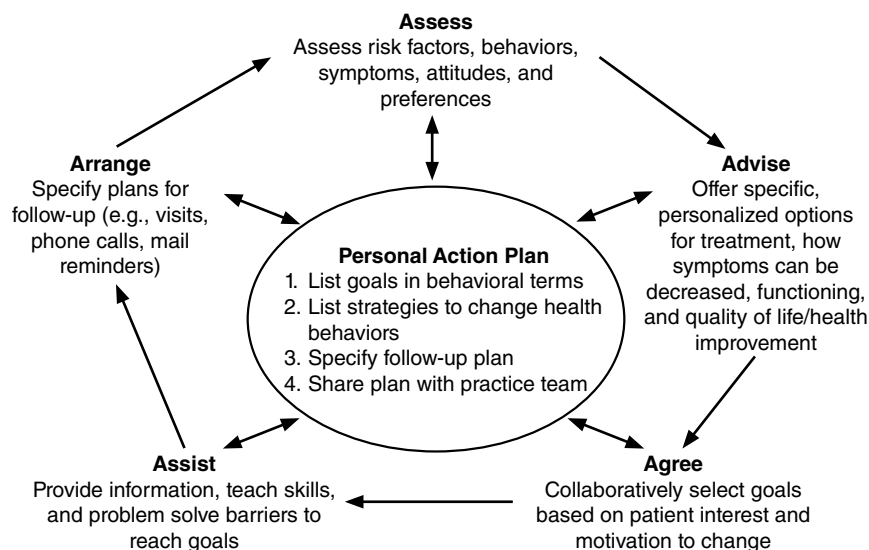 Assess
Assess risk factors, behaviors,
symptoms, attitudes, and
preferences
Arrange
Specify plans for
follow-up (e.g., visits,
phone calls, mail
reminders)
Advise
Offer specific,
personalized options
for treatment, how
symptoms can be
decreased, functioning,
and quality of life/health
improvement
Personal Action Plan
1. List goals in behavioral terms
2. List strategies to change health
behaviors
3. Specify follow-up plan
4. Share plan with practice team
Assist
Provide information, teach skills,
and problem solve barriers to
reach goals
Agree
Collaboratively select goals
based on patient interest and
motivation to change